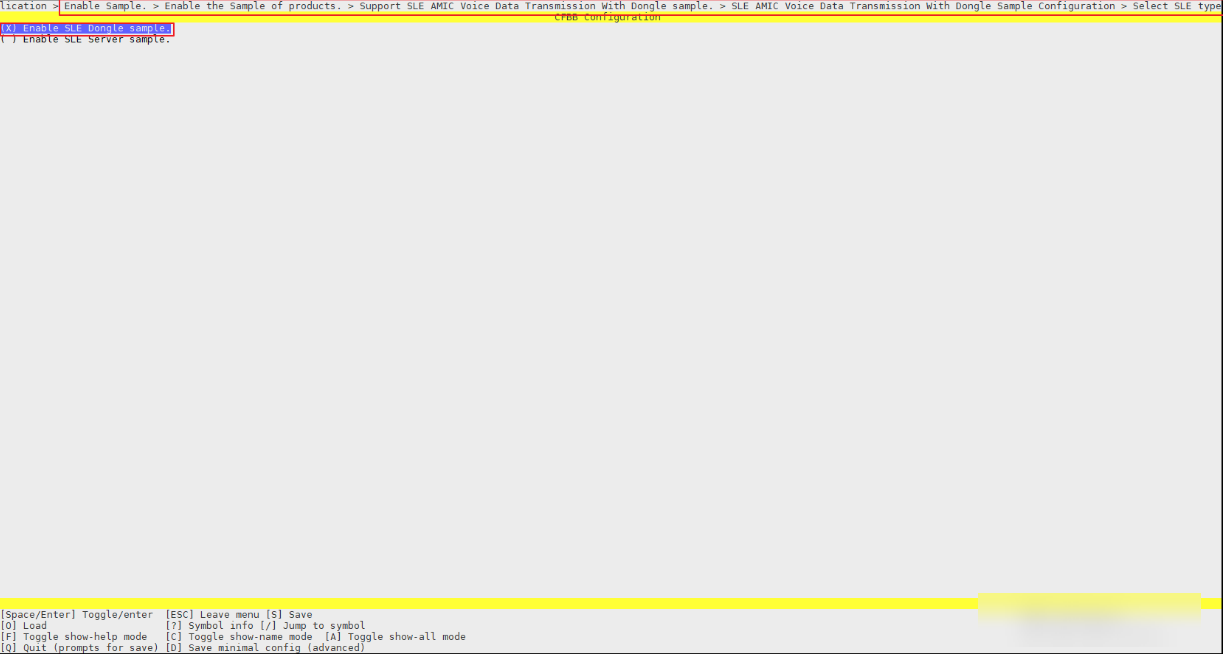 lication > Enable Sample. > Enable the Sample of products. > Support SLE AMIC Voice Data Transmission With Dongle sample. > SLE AMIC Voice Data Transmission With Dongle Sample Configuration > Select SLE type
CFBB Configuration
(X) Enable SLE Dongle sample.
( ) Enable SLE Server sample.
[Space/Enter] Toggle/enter  [ESC] Leave menu [S] Save
[O] Load                    [?] Symbol info [/] Jump to symbol
[F] Toggle show-help mode   [C] Toggle show-name mode  [A] Toggle show-all mode
[Q] Quit (prompts for save) [D] Save minimal config (advanced)